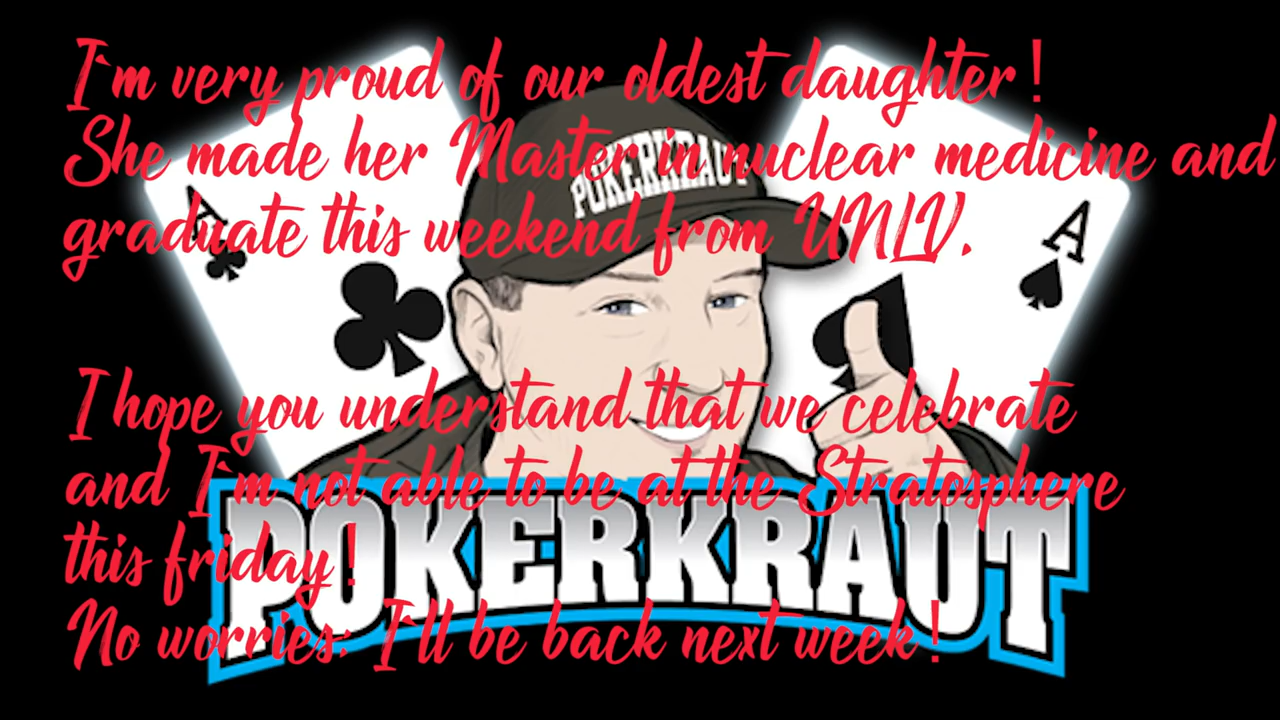 I`m very proud of our oldest daughter!
She made her Master in nuclear medicine and
graduate this weekend from UNLV.
I hope you understand that we celebrate
and I`m not able to be at the Stratosphere
this friday!
No worries: I`ll be back next week!
POKERKRAUT
A
A
POKERKRAUT